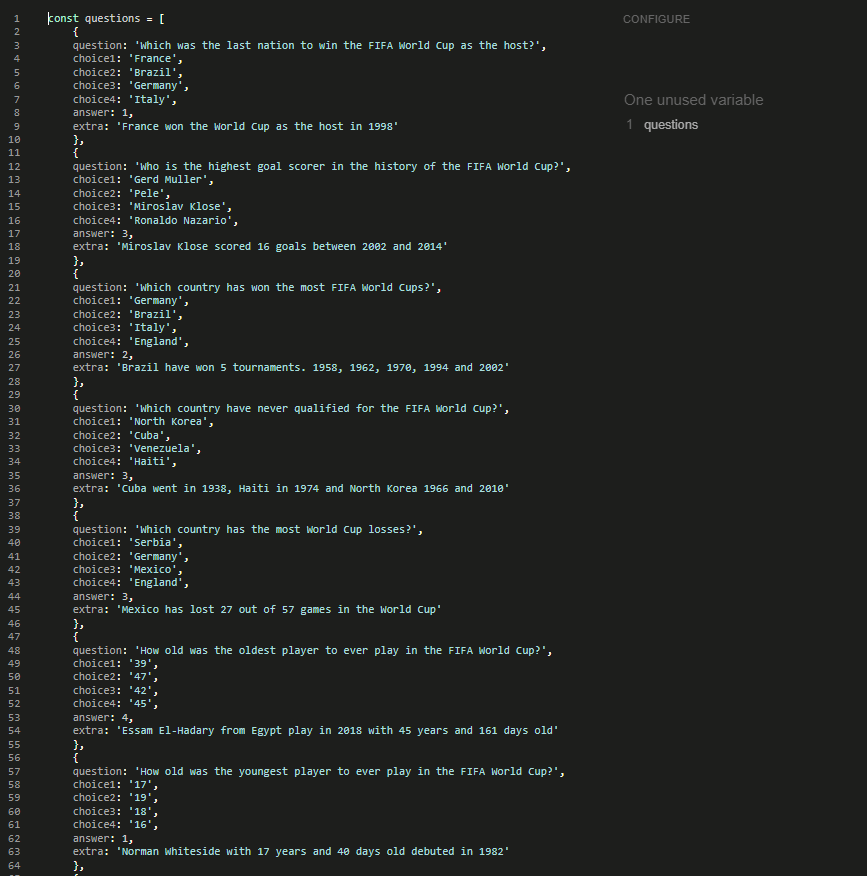 CONFIGURE
One unused variable
1 questions
1 const questions = [
2 {
3 question: 'Which was the last nation to win the FIFA World Cup as the host?',
4 choice1: 'France',
5 choice2: 'Brazil',
6 choice3: 'Germany',
7 choice4: 'Italy',
8 answer: 1,
9 extra: 'France won the World Cup as the host in 1998'
10 },
11 {
12 question: 'Who is the highest goal scorer in the history of the FIFA World Cup?',
13 choice1: 'Gerd Muller',
14 choice2: 'Pele',
15 choice3: 'Miroslav Klose',
16 choice4: 'Ronaldo Nazario',
17 answer: 3,
18 extra: 'Miroslav Klose scored 16 goals between 2002 and 2014'
19 },
20 {
21 question: 'Which country has won the most FIFA World Cups?',
22 choice1: 'Germany',
23 choice2: 'Brazil',
24 choice3: 'Italy',
25 choice4: 'England',
26 answer: 2,
27 extra: 'Brazil have won 5 tournaments. 1958, 1962, 1970, 1994 and 2002'
28 },
29 {
30 question: 'Which country have never qualified for the FIFA World Cup?',
31 choice1: 'North Korea',
32 choice2: 'Cuba',
33 choice3: 'Venezuela',
34 choice4: 'Haiti',
35 answer: 3,
36 extra: 'Cuba went in 1938, Haiti in 1974 and North Korea 1966 and 2010'
37 },
38 {
39 question: 'Which country has the most World Cup losses?',
40 choice1: 'Serbia',
41 choice2: 'Germany',
42 choice3: 'Mexico',
43 choice4: 'England',
44 answer: 3,
45 extra: 'Mexico has lost 27 out of 57 games in the World Cup'
46 },
47 {
48 question: 'How old was the oldest player to ever play in the FIFA World Cup?',
49 choice1: '39',
50 choice2: '47',
51 choice3: '42',
52 choice4: '45',
53 answer: 4,
54 extra: 'Essam El-Hadary from Egypt play in 2018 with 45 years and 161 days old'
55 },
56 {
57 question: 'How old was the youngest player to ever play in the FIFA World Cup?',
58 choice1: '17',
59 choice2: '19',
60 choice3: '18',
61 choice4: '16',
62 answer: 1,
63 extra: 'Norman Whiteside with 17 years and 40 days old debuted in 1982'
64 },